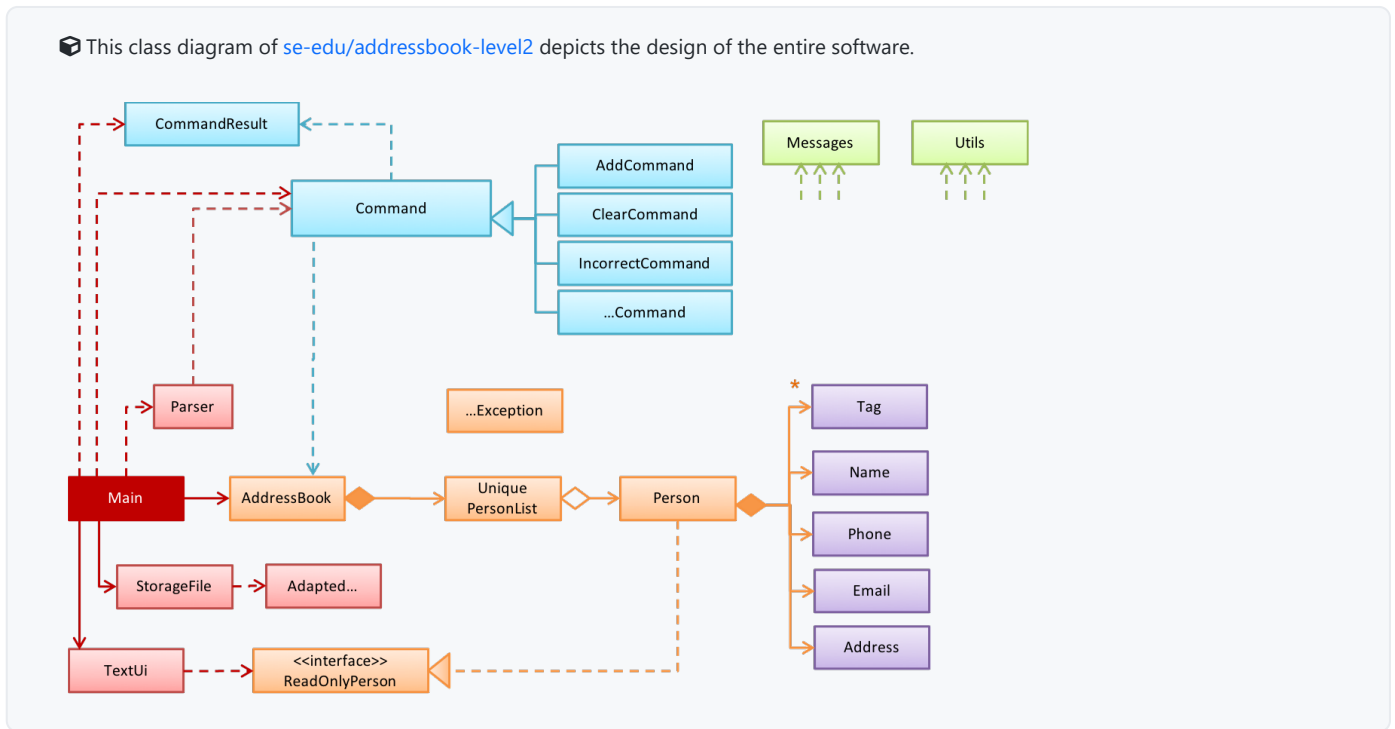 This class diagram of se-edu/addressbook-level2 depicts the design of the entire software.
CommandResult
Messages
Utils
AddCommand
Command
ClearCommand
IncorrectCommand
...Command
*
Parser
...Exception
Tag
Name
Main
AddressBook
Unique
PersonList
Person
Phone
StorageFile
Adapted...
Email
Address
TextUi
<<interface>>
ReadOnlyPerson